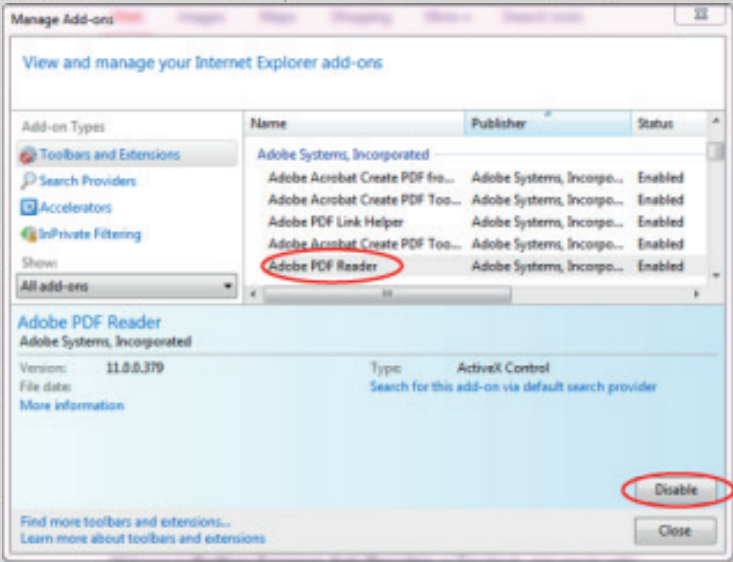 Manage Add-ons
View and manage your Internet Explorer add-ons
Add-on Types
Toolbars and Extensions
Search Providers
Accelerators
InPrivate Filtering
Show:
All add-ons
Name Publisher Status
Adobe Systems, Incorporated
Adobe Acrobat Create PDF fro... Adobe Systems, Incorpo... Enabled
Adobe Acrobat Create PDF Too... Adobe Systems, Incorpo... Enabled
Adobe PDF Link Helper Adobe Systems, Incorpo... Enabled
Adobe Acrobat Create PDF Too... Adobe Systems, Incorpo... Enabled
Adobe PDF Reader Adobe Systems, Incorpo... Enabled
Adobe PDF Reader
Adobe Systems, Incorporated
Version: 11.0.0.379 Type: ActiveX Control
File date: Search for this add-on via default search provider
More information
Disable
Find more toolbars and extensions...
Learn more about toolbars and extensions
Close